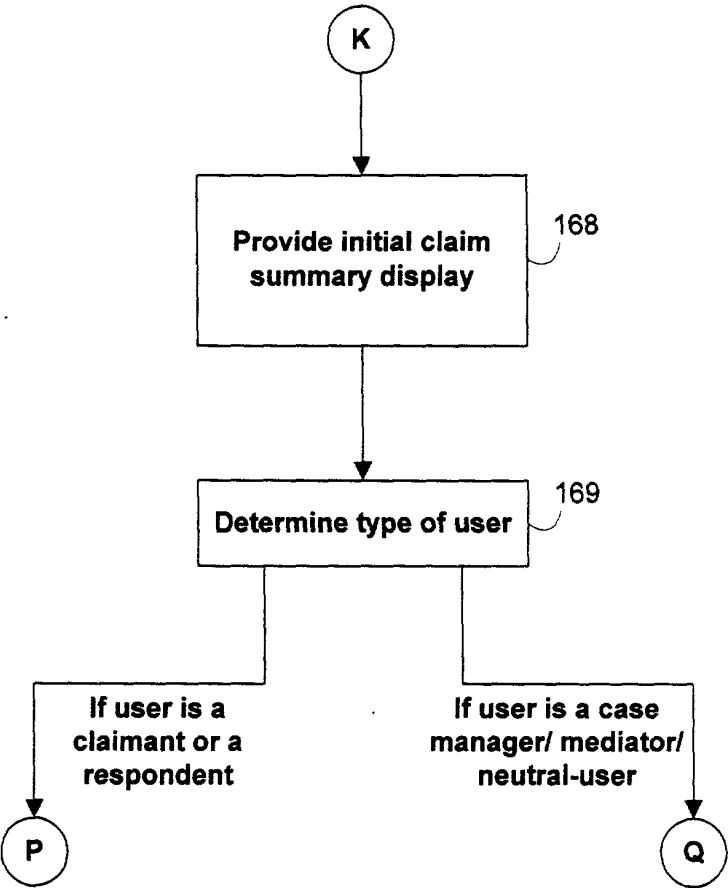 K
Provide initial claim
summary display
168
Determine type of user
169
If user is a
claimant or a
respondent
If user is a case
manager/ mediator/
neutral-user
P
Q